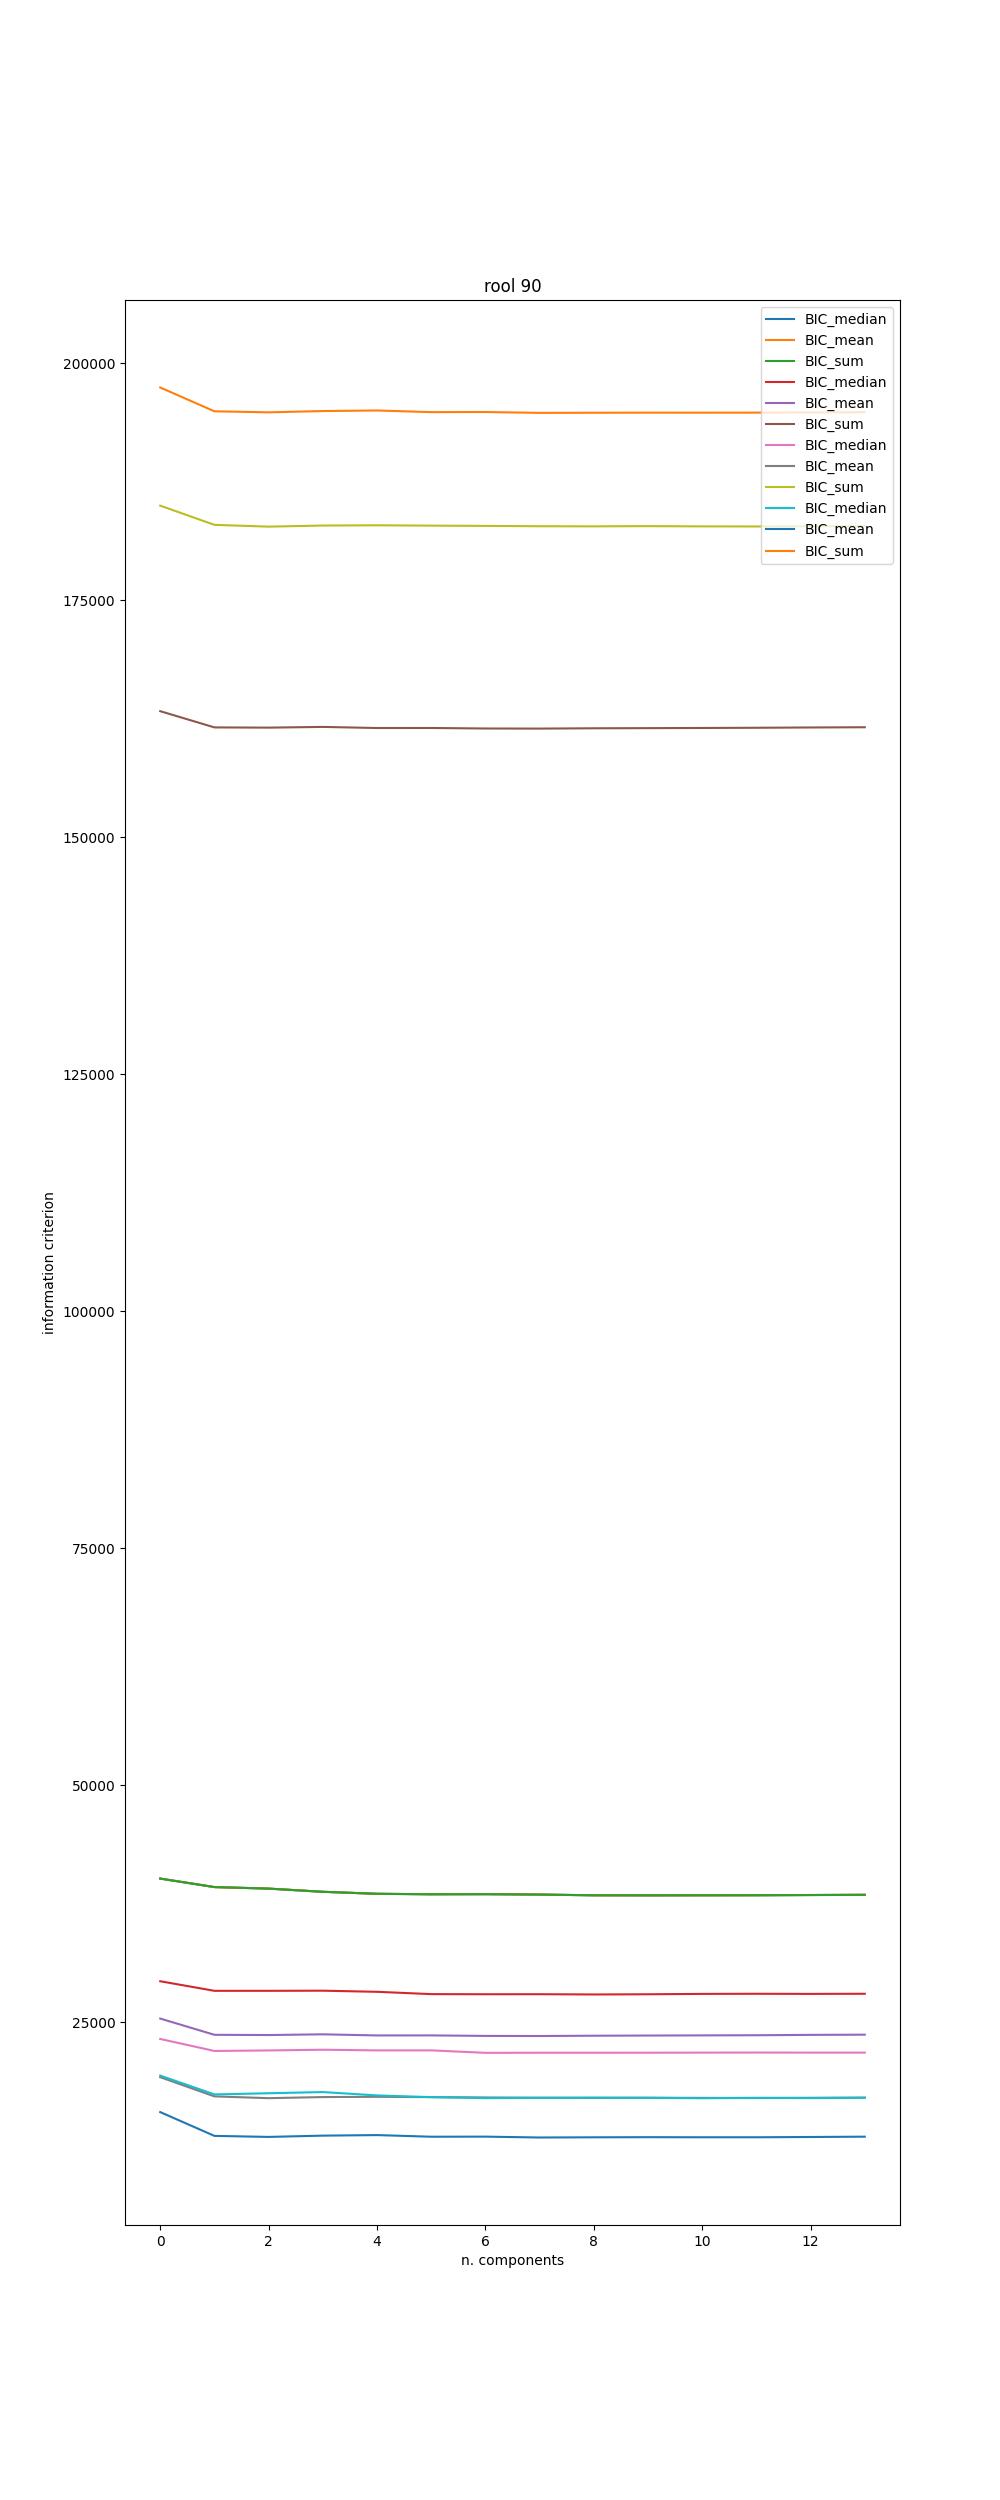 rool 90
BIC_median
BIC_mean
BIC_sum
BIC_median
BIC_mean
BIC_sum
BIC_median
BIC_mean
BIC_sum
BIC_median
BIC_mean
BIC_sum
200000
175000
150000
125000
100000
75000
50000
25000
information criterion
0 2 4 6 8 10 12
n. components